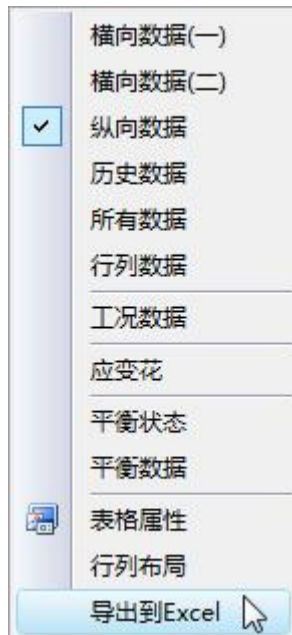 横向数据(一)
横向数据(二)
纵向数据
历史数据
所有数据
行列数据
工况数据
应变花
平衡状态
平衡数据
表格属性
行列布局
导出到Excel